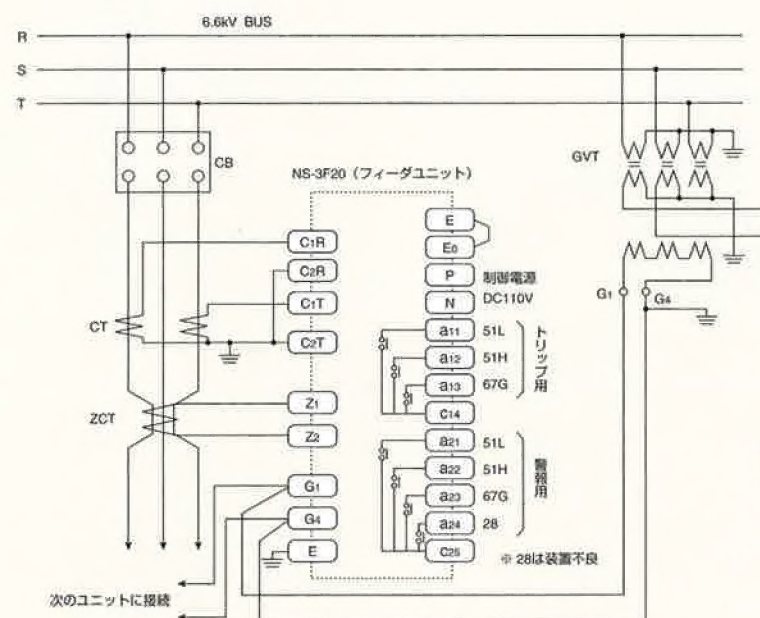 6.6kV BUS
R
S
T
CB
GVT
NS-3F20（フィーダユニット）
C1R
C2R
C1T
C2T
CT
ZCT
Z1
Z2
G1
G4
E
E
E0
P
N
制御電源
DC110V
a11 51L
a12 51H
a13 67G
C14
トリップ用
a21 51L
a22 51H
a23 67G
a24 28
C25
警報用
※ 28は装置不良
G1
G4
次のユニットに接続